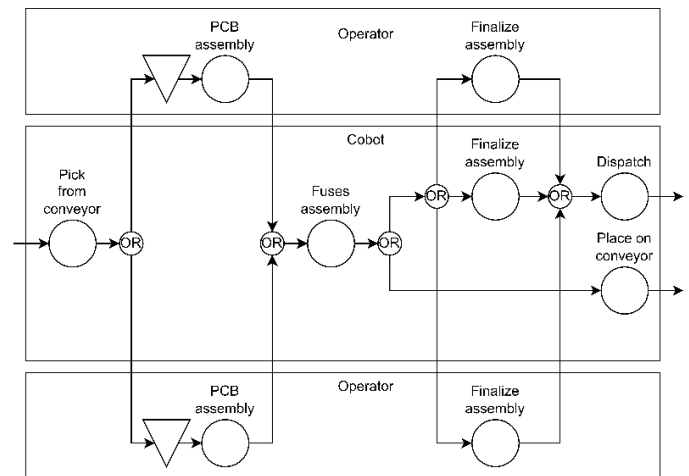 Operator
PCB
assembly
Finalize
assembly
Cobot
Pick
from
conveyor
OR
OR
Fuses
assembly
OR
OR
Finalize
assembly
OR
Dispatch
Place on
conveyor
Operator
PCB
assembly
Finalize
assembly